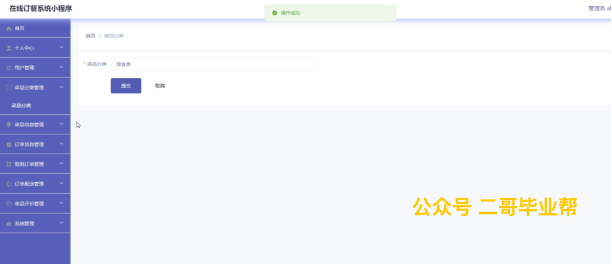 在线订餐系统小程序
操作成功
管理员 ab
首页
首页 / 菜品分类
个人中心
用户管理
* 菜品分类
菜品分类管理
提交
取消
菜品分类
菜品信息管理
订单信息管理
取消订单管理
订单配送管理
菜品评价管理
系统管理
公众号 二哥毕业帮